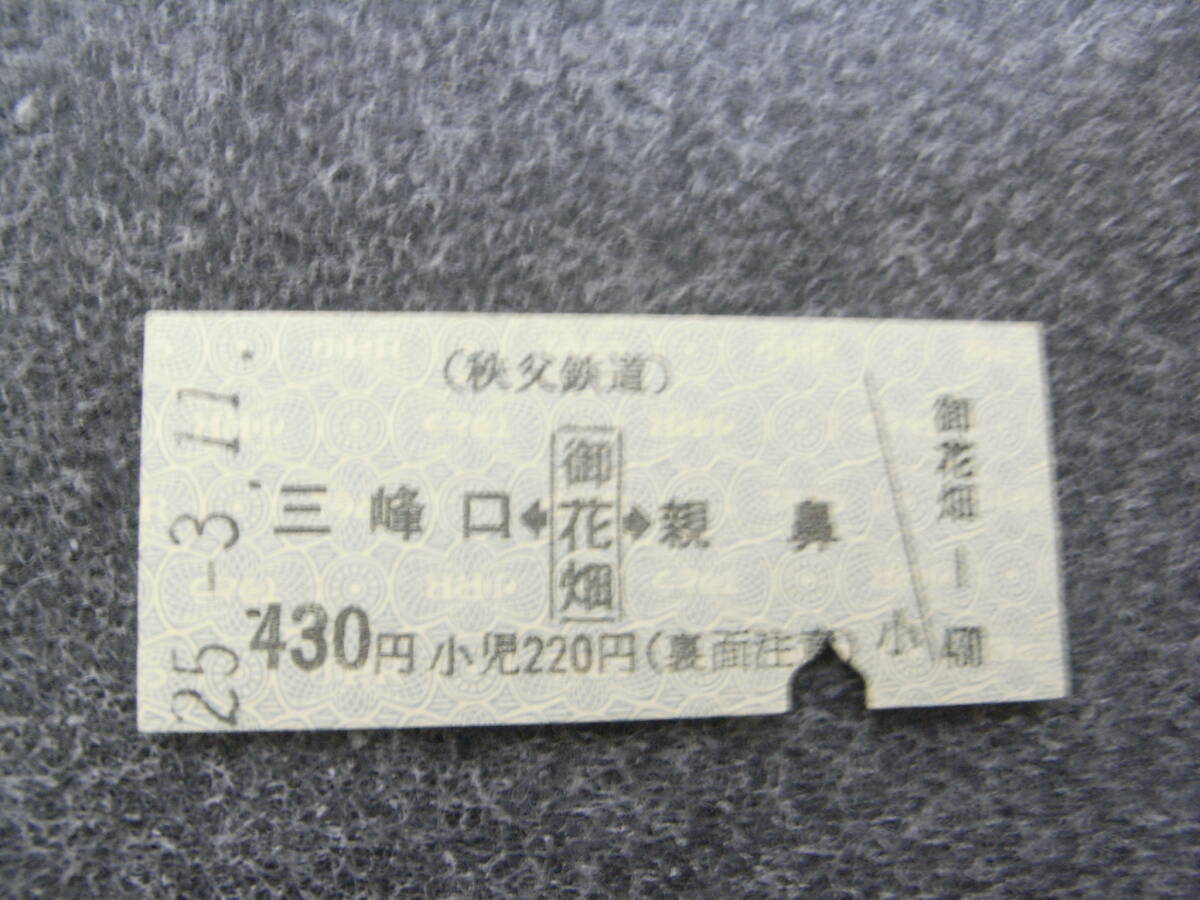 (秩父鉄道)
三峰口⬌御花畑➡親鼻
430円 小児220円(裏面注意)
小
御花畑一
25-3.11.